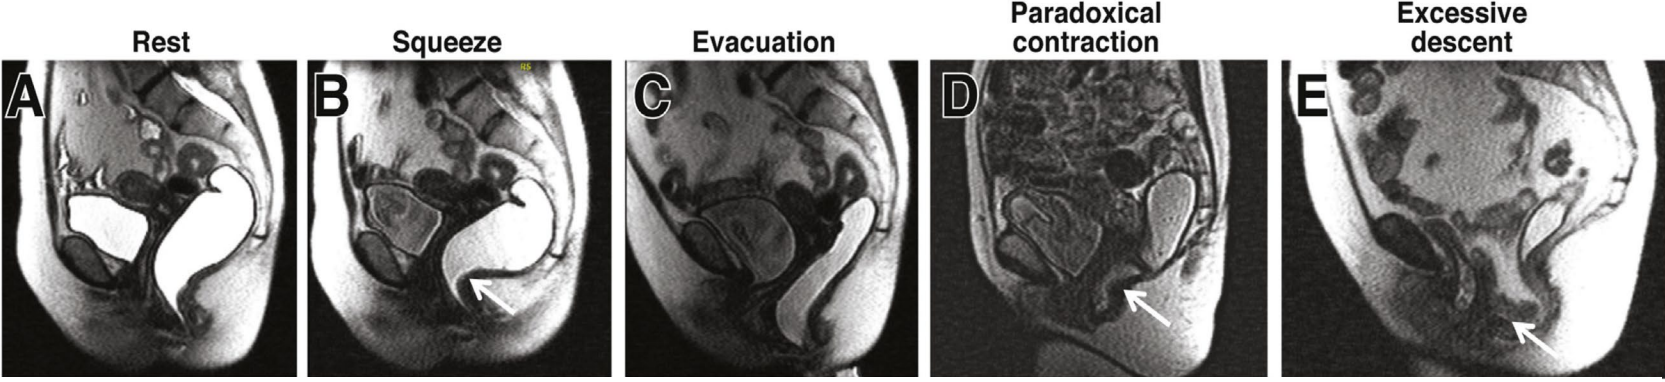 Rest
Squeeze
Evacuation
Paradoxical
contraction
Excessive
descent
A
B
C
D
E